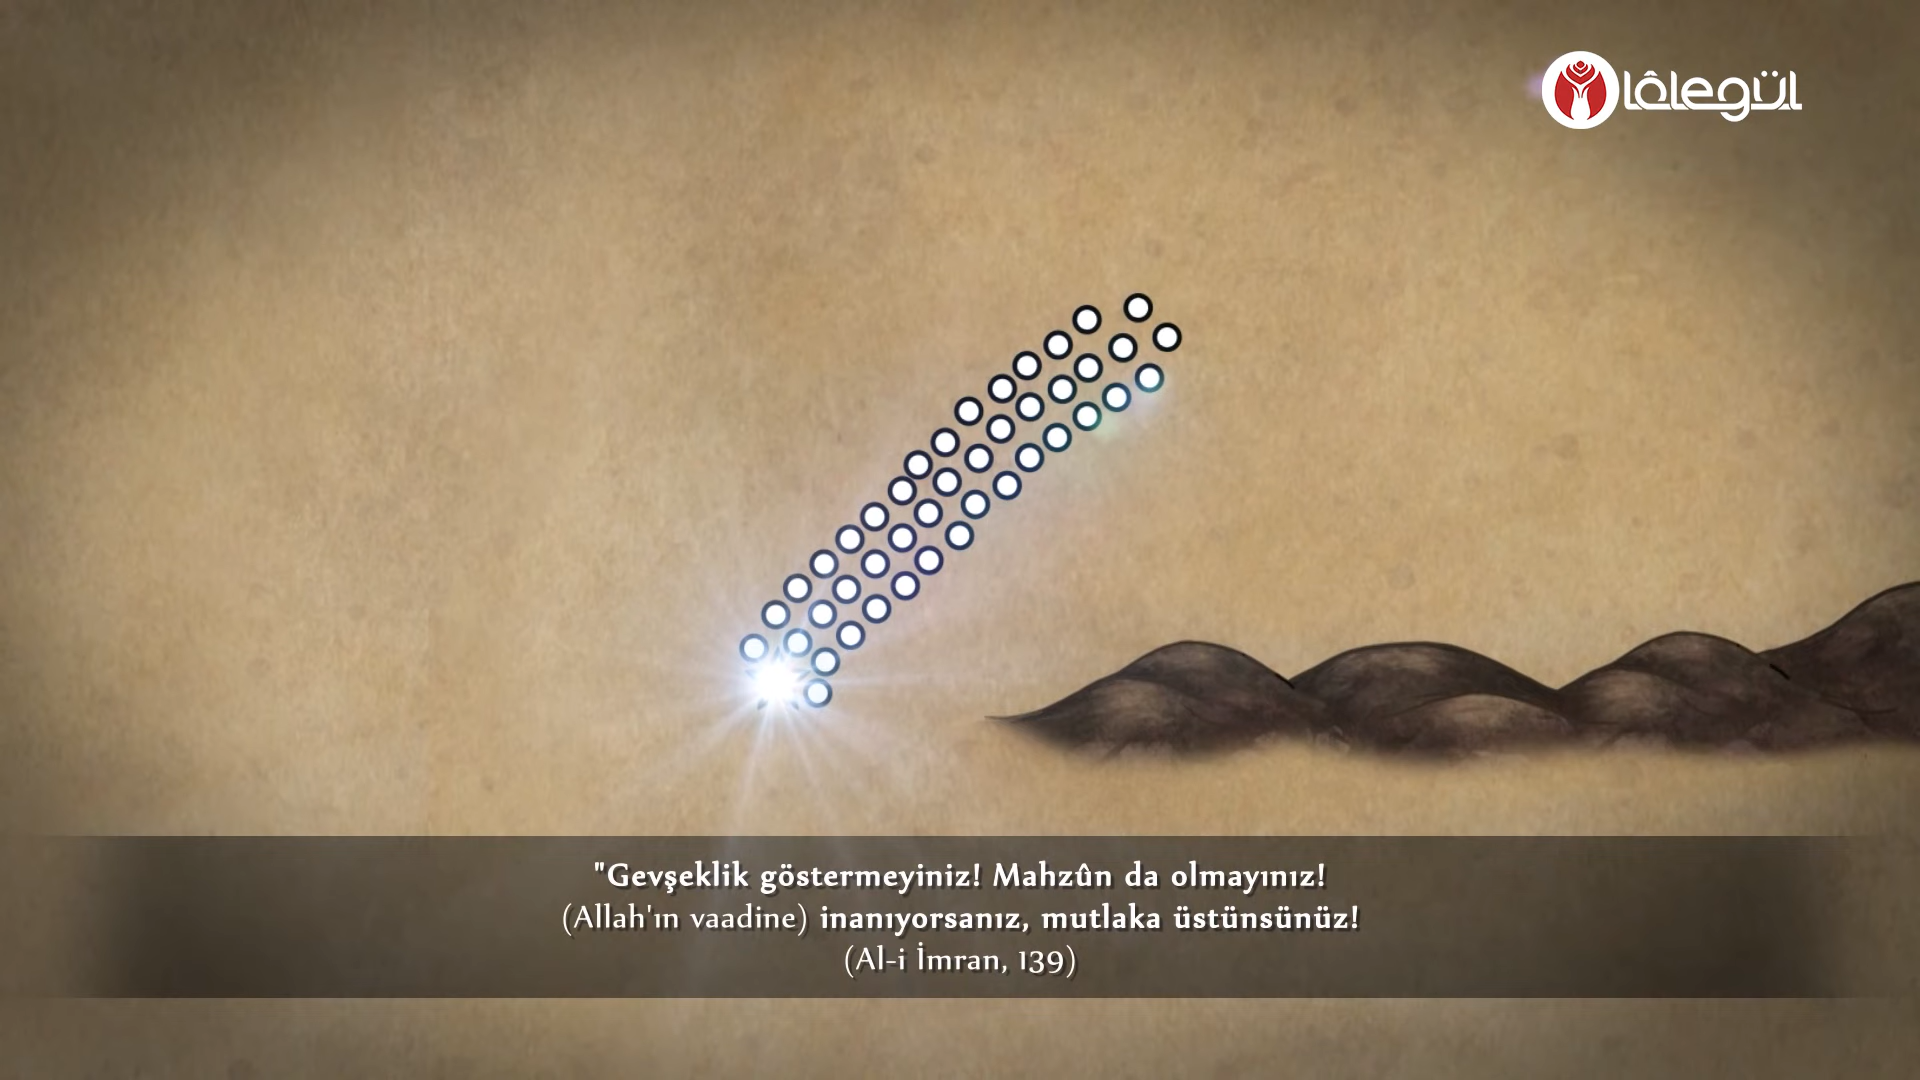 lâlegül
"Gevşeklik göstermeyiniz! Mahzûn da olmayınız!
(Allah'ın vaadine) inanıyorsanız, mutlaka üstünsünüz!
(Al-i İmran, 139)